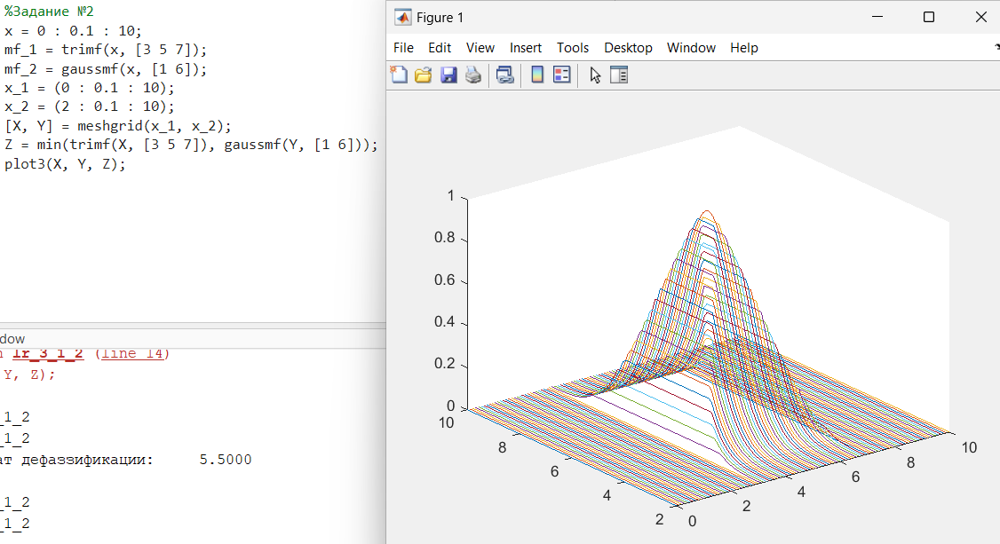 %Задание №2
x = 0 : 0.1 : 10;
mf_1 = trimf(x, [3 5 7]);
mf_2 = gaussmf(x, [1 6]);
x_1 = (0 : 0.1 : 10);
x_2 = (2 : 0.1 : 10);
[X, Y] = meshgrid(x_1, x_2);
Z = min(trimf(X, [3 5 7]), gaussmf(Y, [1 6]));
plot3(X, Y, Z);
dow
lr_3_1_2 (line 14)
Y, Z);
_1_2
_1_2
ат дефаззификации: 5.5000
_1_2
_1_2
Figure 1
File Edit View Insert Tools Desktop Window Help
1
0.8
0.6
0.4
0.2
0
10
8
6
4
2
0
2
4
6
8
10